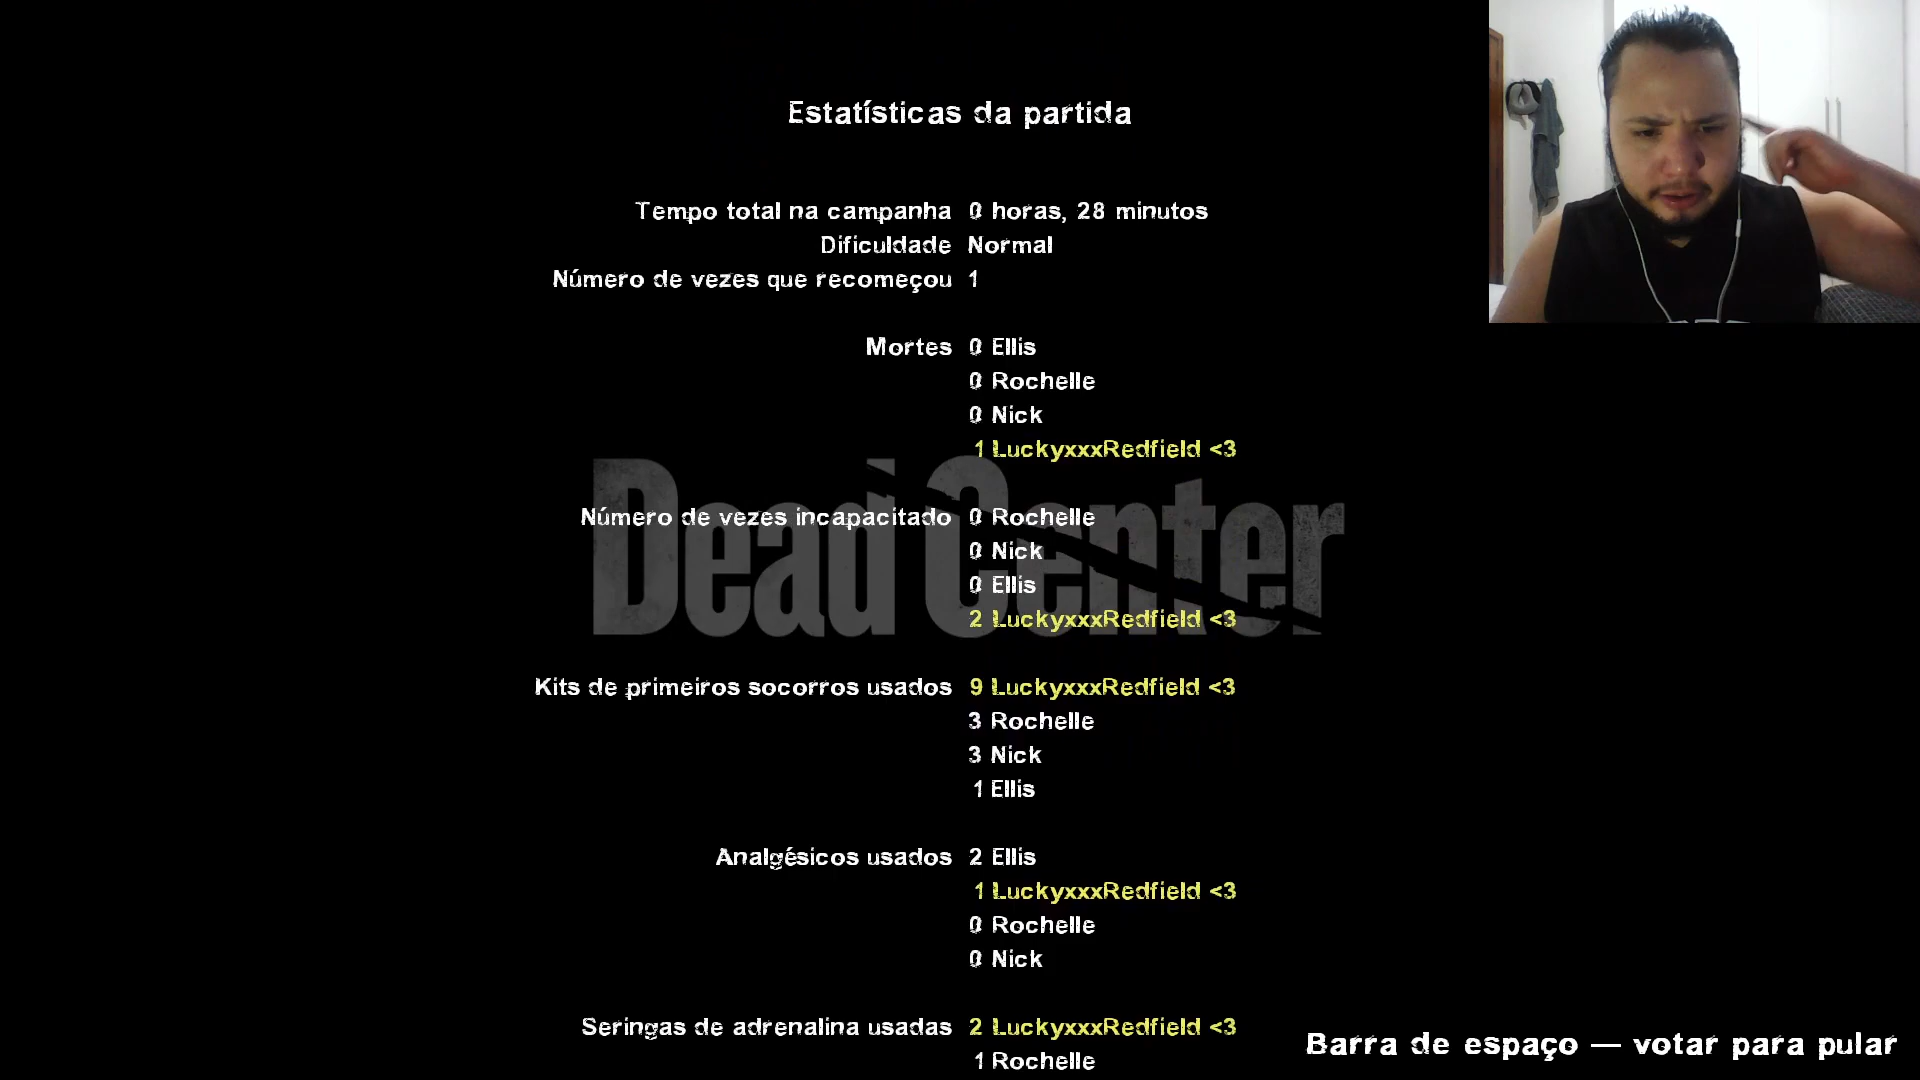 Estatísticas da partida
Tempo total na campanha 0 horas, 28 minutos
Dificuldade Normal
Número de vezes que recomeçou 1
Mortes 0 Ellis
0 Rochelle
0 Nick
1 LuckyxxxRedfield <3
Dead Center
Número de vezes incapacitado 0 Rochelle
0 Nick
0 Ellis
2 LuckyxxxRedfield <3
Kits de primeiros socorros usados 9 LuckyxxxRedfield <3
3 Rochelle
3 Nick
1 Ellis
Analgésicos usados 2 Ellis
1 LuckyxxxRedfield <3
0 Rochelle
0 Nick
Seringas de adrenalina usadas 2 LuckyxxxRedfield <3
1 Rochelle
Barra de espaço — votar para pular